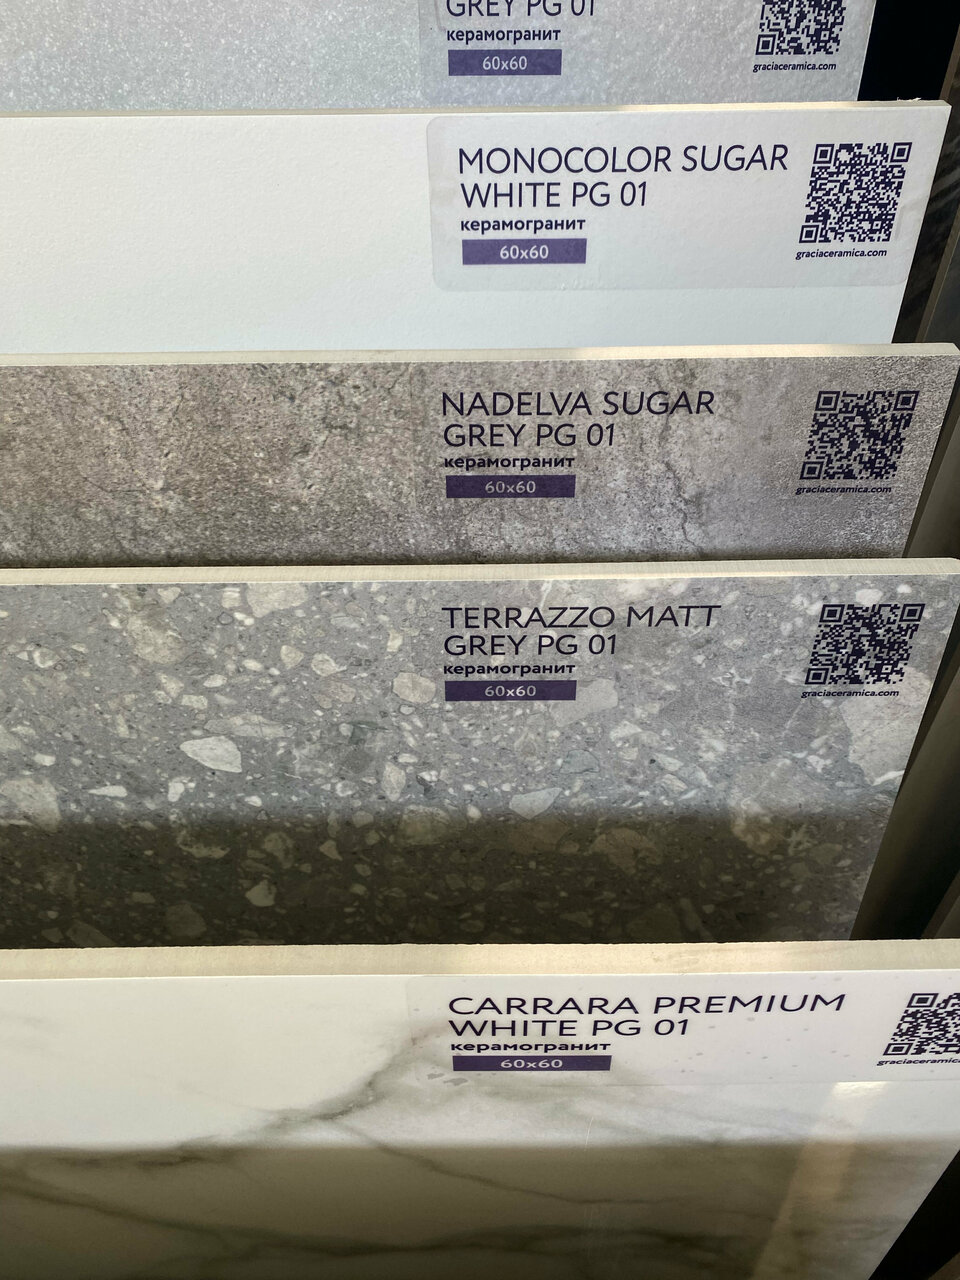 GREY PG 01
керамогранит
60x60
graciaceramica.com
MONOCOLOR SUGAR
WHITE PG 01
керамогранит
60x60
graciaceramica.com
NADELVA SUGAR
GREY PG 01
керамогранит
60x60
graciaceramica.com
TERRAZZO MATT
GREY PG 01
керамогранит
60x60
graciaceramica.com
CARRARA PREMIUM
WHITE PG 01
керамогранит
60x60
graciaceramica